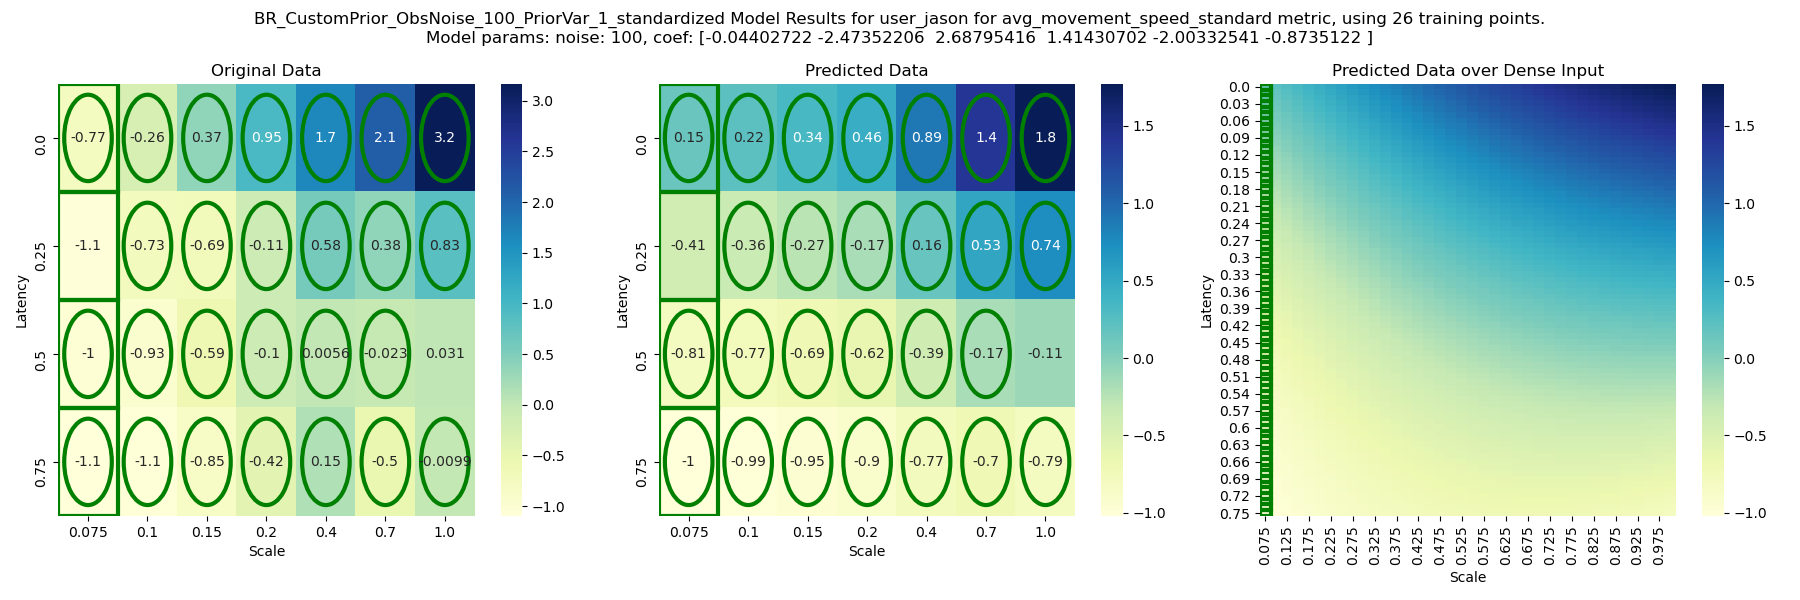 BR_CustomPrior_ObsNoise_100_PriorVar_1_standardized Model Results for user_jason for avg_movement_speed_standard metric, using 26 training points.
Model params: noise: 100, coef: [-0.04402722 -2.47352206  2.68795416  1.41430702 -2.00332541 -0.8735122 ]
Original Data
-0.77 -0.26 0.37 0.95 1.7 2.1 3.2
-1.1 -0.73 -0.69 -0.11 0.58 0.38 0.83
-1 -0.93 -0.59 -0.1 0.0056 -0.023 0.031
-1.1 -1.1 -0.85 -0.42 0.15 -0.5 -0.0099
0.0
0.25
0.5
0.75
Latency
0.075 0.1 0.15 0.2 0.4 0.7 1.0
Scale
3.0
2.5
2.0
1.5
1.0
0.5
0.0
−0.5
−1.0
Predicted Data
0.15 0.22 0.34 0.46 0.89 1.4 1.8
-0.41 -0.36 -0.27 -0.17 0.16 0.53 0.74
-0.81 -0.77 -0.69 -0.62 -0.39 -0.17 -0.11
-1 -0.99 -0.95 -0.9 -0.77 -0.7 -0.79
0.0
0.25
0.5
0.75
Latency
0.075 0.1 0.15 0.2 0.4 0.7 1.0
Scale
1.5
1.0
0.5
0.0
−0.5
−1.0
Predicted Data over Dense Input
0.0
0.03
0.06
0.09
0.12
0.15
0.18
0.21
0.24
0.27
0.3
0.33
0.36
0.39
0.42
0.45
0.48
0.51
0.54
0.57
0.6
0.63
0.66
0.69
0.72
0.75
Latency
0.075 0.125 0.175 0.225 0.275 0.325 0.375 0.425 0.475 0.525 0.575 0.625 0.675 0.725 0.775 0.825 0.875 0.925 0.975
Scale
1.5
1.0
0.5
0.0
−0.5
−1.0